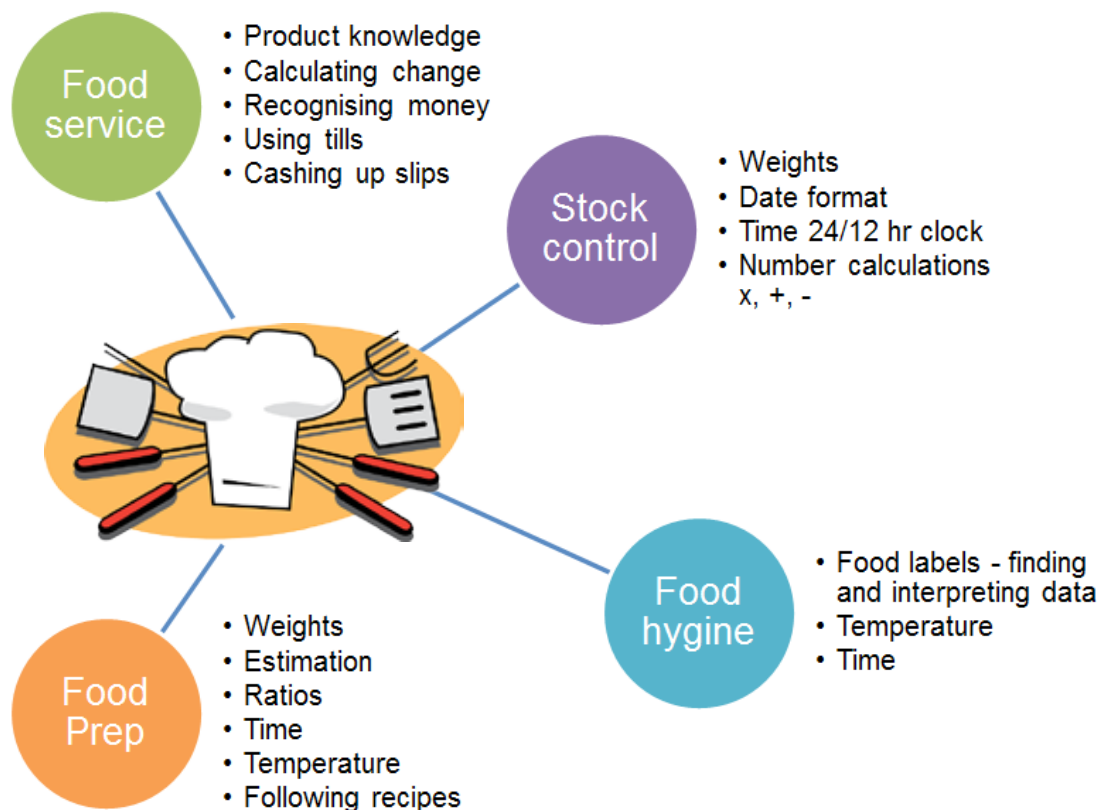 Food
service
• Product knowledge
• Calculating change
• Recognising money
• Using tills
• Cashing up slips
Stock
control
• Weights
• Date format
• Time 24/12 hr clock
• Number calculations
x, +, -
Food
hygine
• Food labels - finding
and interpreting data
• Temperature
• Time
Food
Prep
• Weights
• Estimation
• Ratios
• Time
• Temperature
• Following recipes